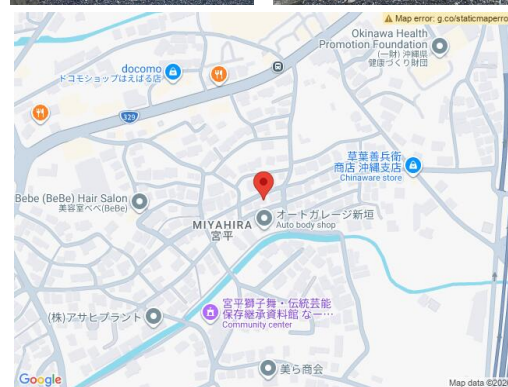 Map error: g.co/staticmaperro
Okinawa Health
Promotion Foundation
(一財) 沖縄県
健康づくり財団
docomo
ドコモショップはえばる店
329
草葉善兵衛
商店 沖縄支店
Chinaware store
Bebe (BeBe) Hair Salon
美容室べべ(BeBe)
MIYAHIRA
宮平
オートガレージ新垣
Auto body shop
宮平獅子舞・伝統芸能
保存継承資料館 なー…
Community center
(株)アサヒプラント
美ら商会
Google
Map data ©202